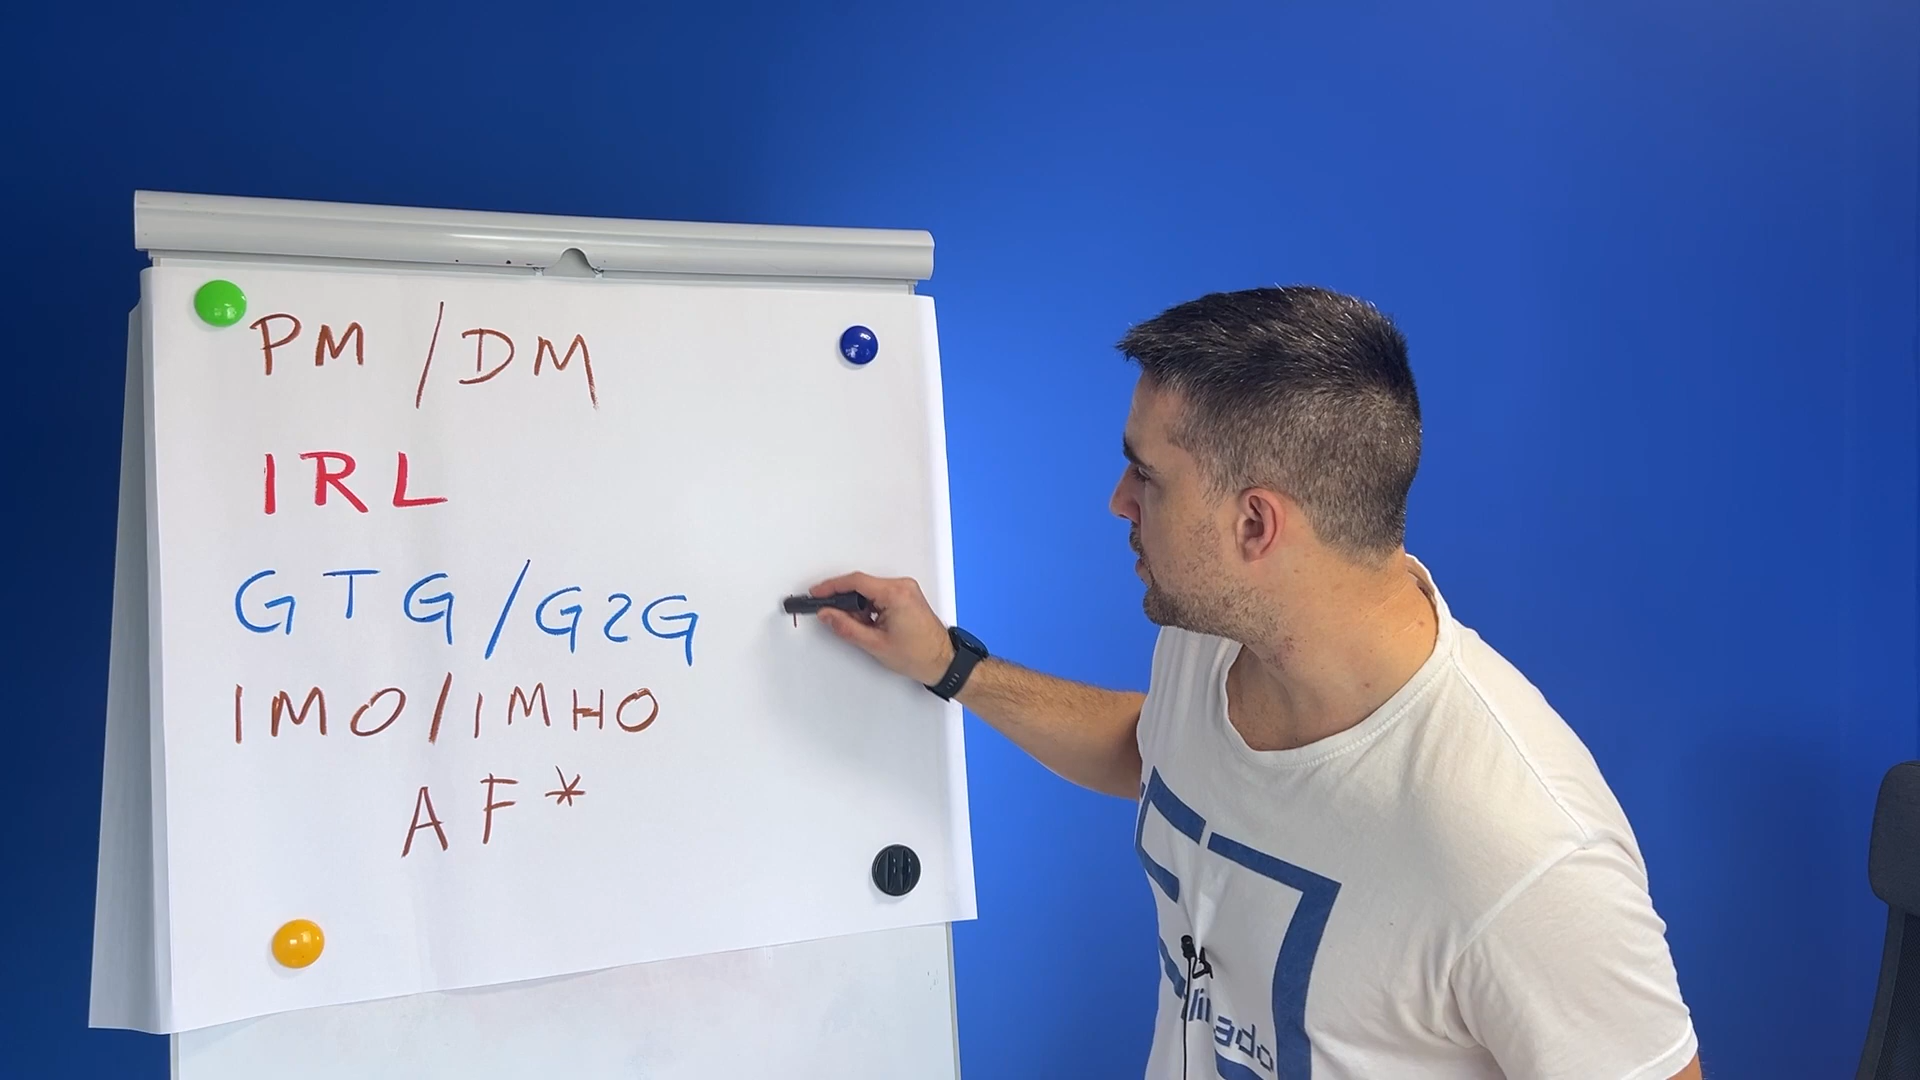 PM / DM
IRL
GTG / G2G
IMO / IMHO
AF *